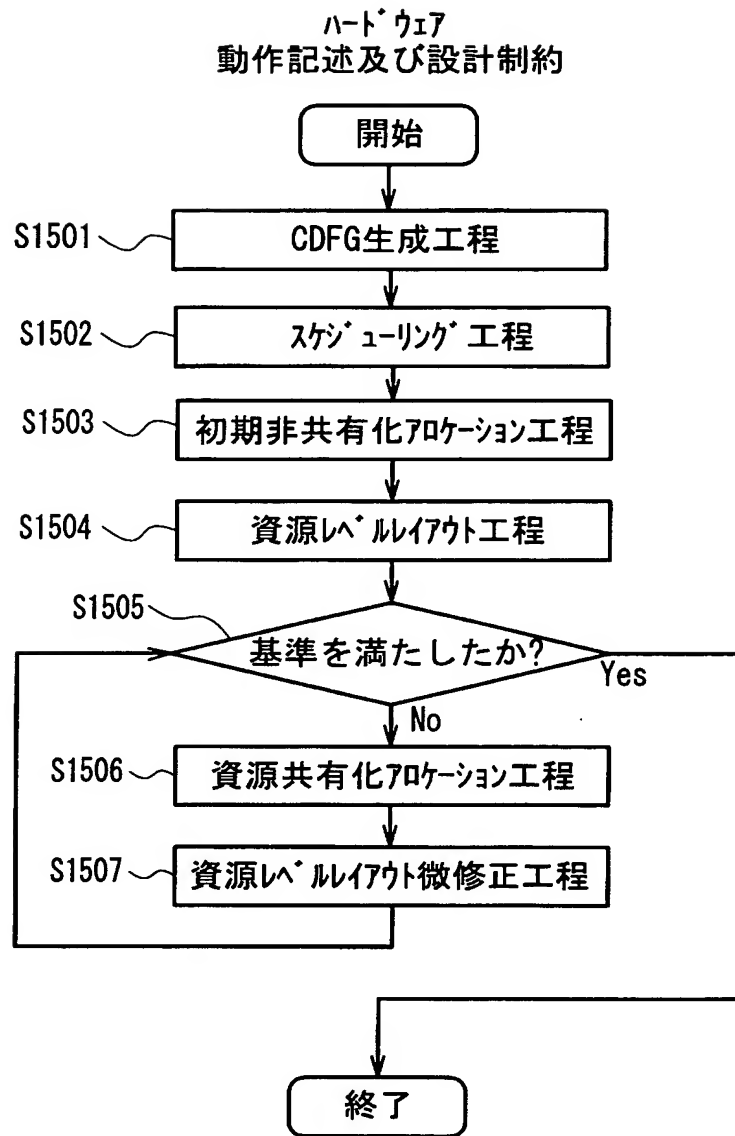 ハードウェア
動作記述及び設計制約
開始
S1501
CDFG生成工程
S1502
スケジューリング工程
S1503
初期非共有化アロケーション工程
S1504
資源レベルレイアウト工程
S1505
基準を満たしたか?
Yes
No
S1506
資源共有化アロケーション工程
S1507
資源レベルレイアウト微修正工程
終了